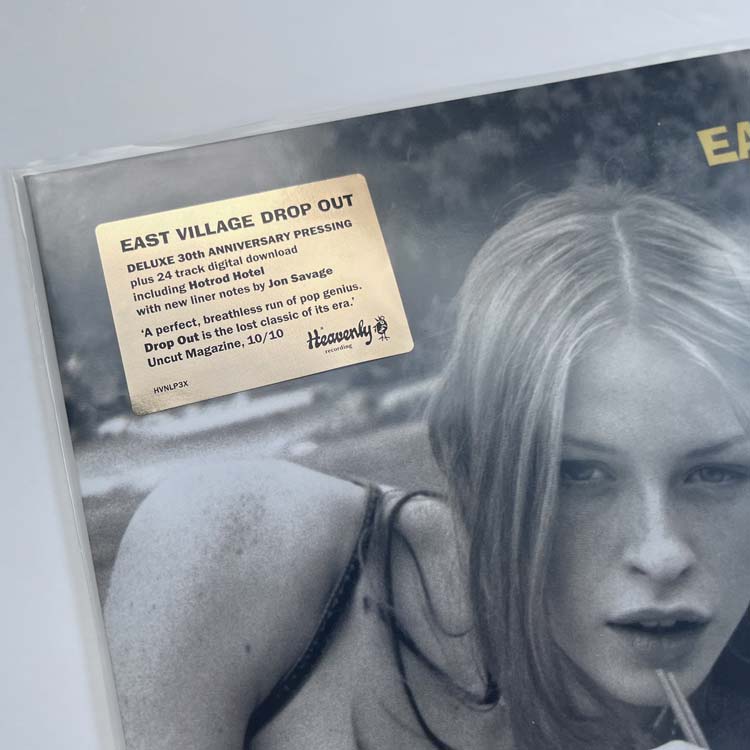 EA
EAST VILLAGE DROP OUT
DELUXE 30th ANNIVERSARY PRESSING
plus 24 track digital download
including Hotrod Hotel
with new liner notes by Jon Savage
‘A perfect, breathless run of pop genius.
Drop Out is the lost classic of its era.’
Uncut Magazine, 10/10
Heavenly
recording
HVNLP3X